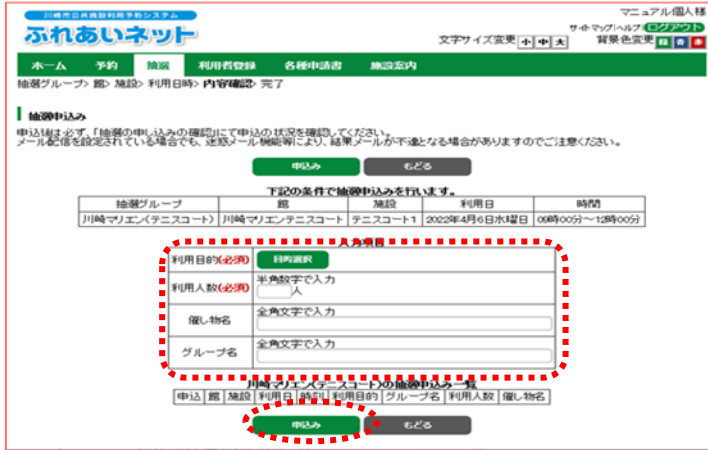 マニュアル個人様
川崎市公共施設利用予約システム
ふれあいネット
サイトマップ|ヘルプ|ログアウト
文字サイズ変更 小 中 大 背景色変更
ホーム 予約 抽選 利用者登録 各種申請書 施設案内
抽選グループ> 館> 施設> 利用日時> 内容確認> 完了
抽選申込み
申込後は必ず、「抽選の申し込みの確認」にて申込の状況を確認してください。
メール配信を設定されている場合でも、迷惑メール機能等により、結果メールが不達となる場合がありますのでご注意ください。
申込み もどる
下記の条件で抽選申込みを行います。
抽選グループ 館 施設 利用日 時間
川崎マリエン(テニスコート) 川崎マリエンテニスコート テニスコート1 2022年4月6日水曜日 09時00分~12時00分
入力項目
利用目的(必須) 目的選択
利用人数(必須) 半角数字で入力
人
催し物名 全角文字で入力
グループ名 全角文字で入力
川崎マリエン(テニスコート)の抽選申込み一覧
申込 館 施設 利用日 時刻 利用目的 グループ名 利用人数 催し物名
申込み もどる